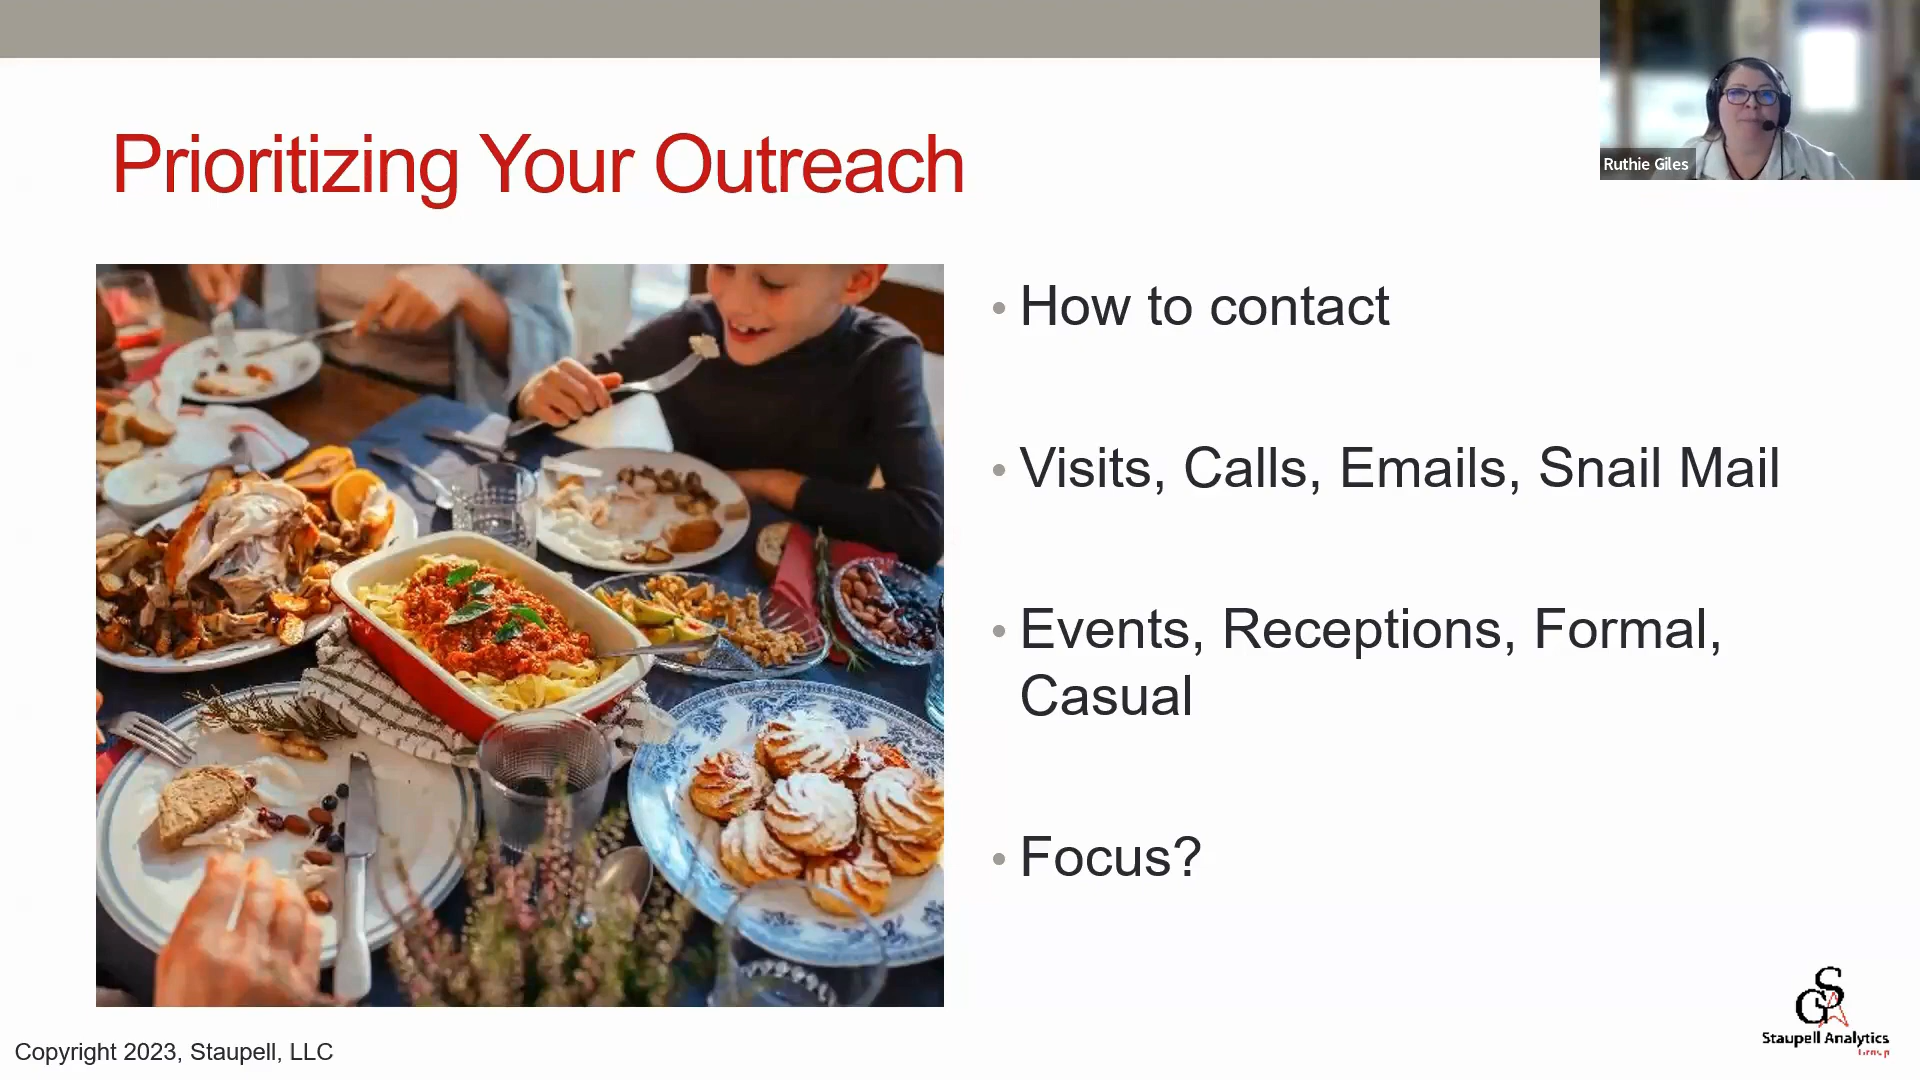 Prioritizing Your Outreach
Ruthie Giles
• How to contact
• Visits, Calls, Emails, Snail Mail
• Events, Receptions, Formal,
Casual
• Focus?
Copyright 2023, Staupell, LLC
Staupell Analytics
Group